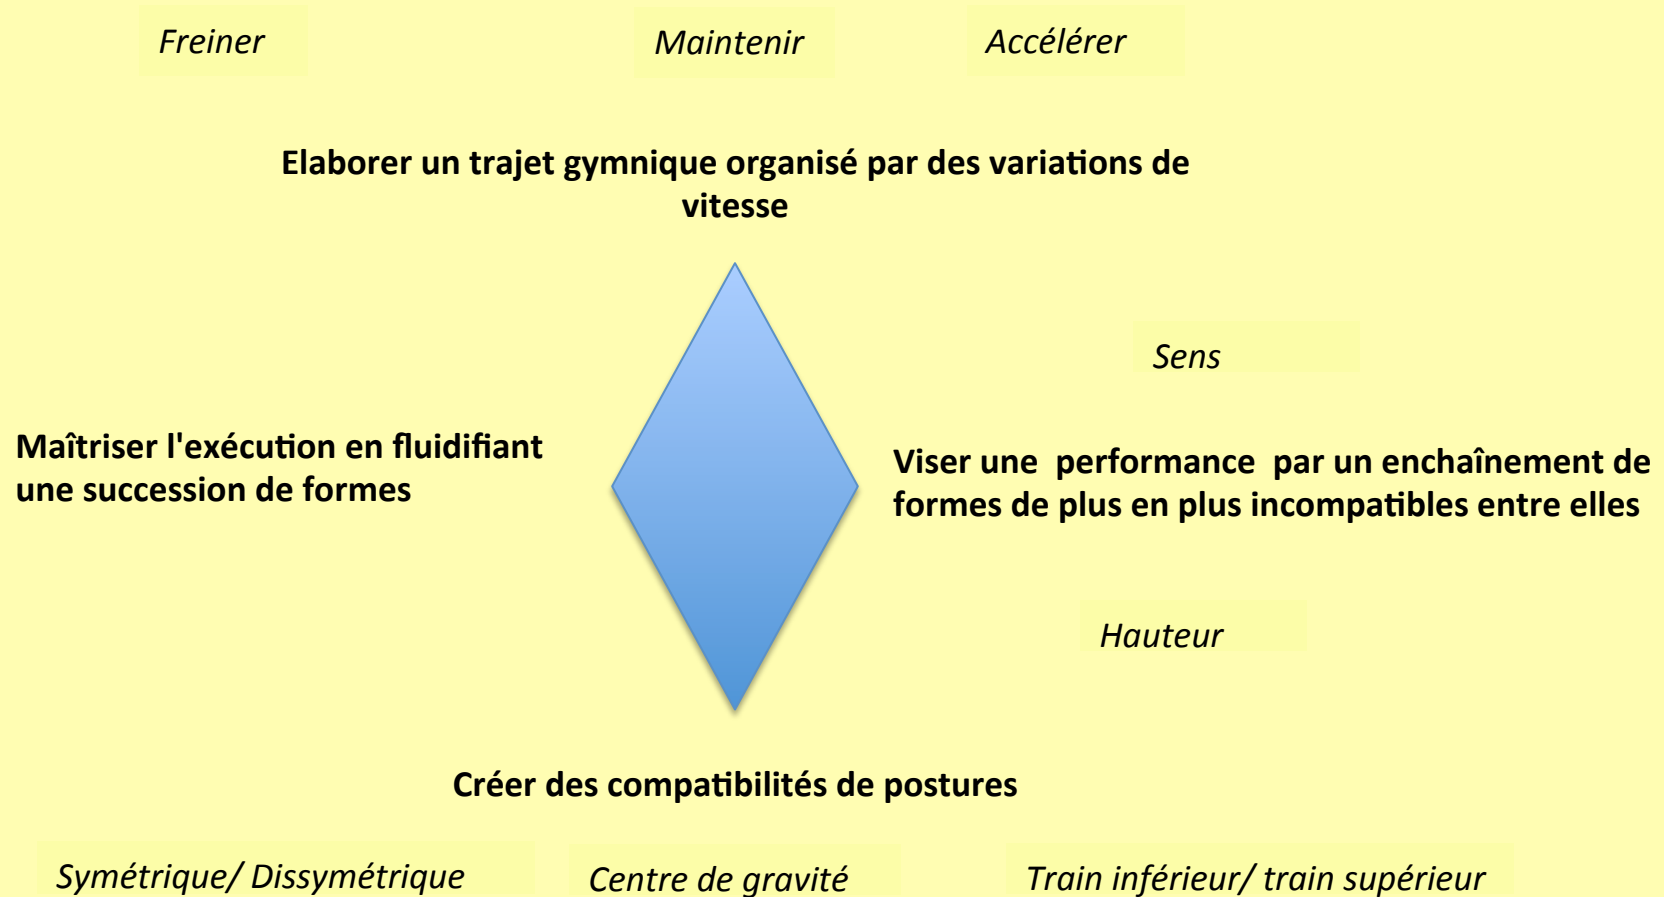 Freiner
Maintenir
Accélérer
Elaborer un trajet gymnique organisé par des variations de
vitesse
Sens
Maîtriser l'exécution en fluidifiant
une succession de formes
Viser une  performance  par un enchaînement de
formes de plus en plus incompatibles entre elles
Hauteur
Créer des compatibilités de postures
Symétrique/ Dissymétrique
Centre de gravité
Train inférieur/ train supérieur